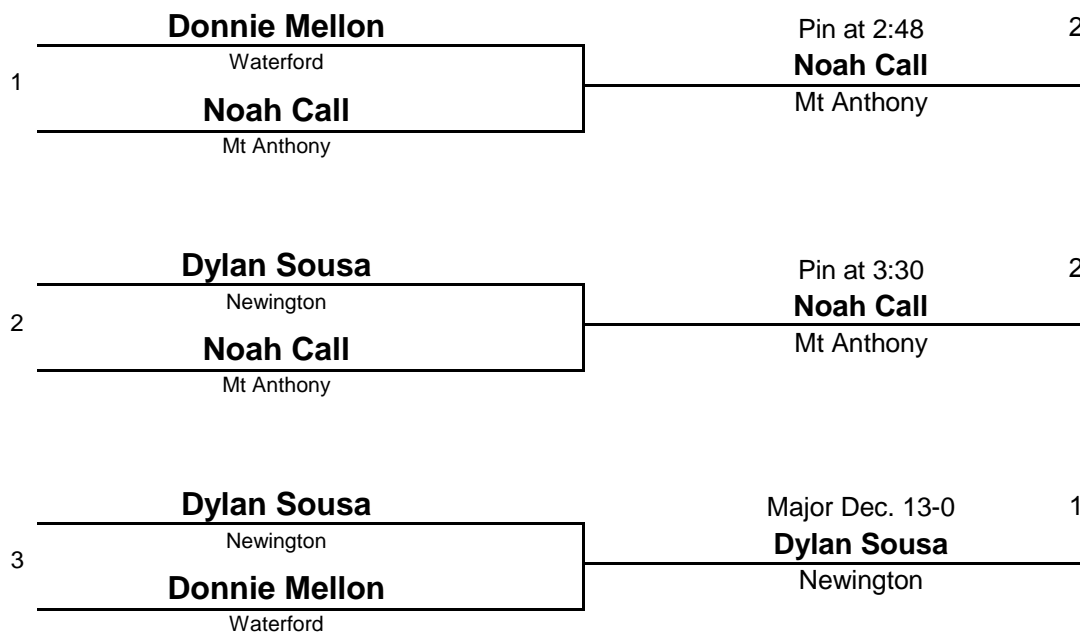 Donnie Mellon
Waterford
1
Noah Call
Mt Anthony
Pin at 2:48
2
Noah Call
Mt Anthony
Dylan Sousa
Newington
2
Noah Call
Mt Anthony
Pin at 3:30
2
Noah Call
Mt Anthony
Dylan Sousa
Newington
3
Donnie Mellon
Waterford
Major Dec. 13-0
1
Dylan Sousa
Newington